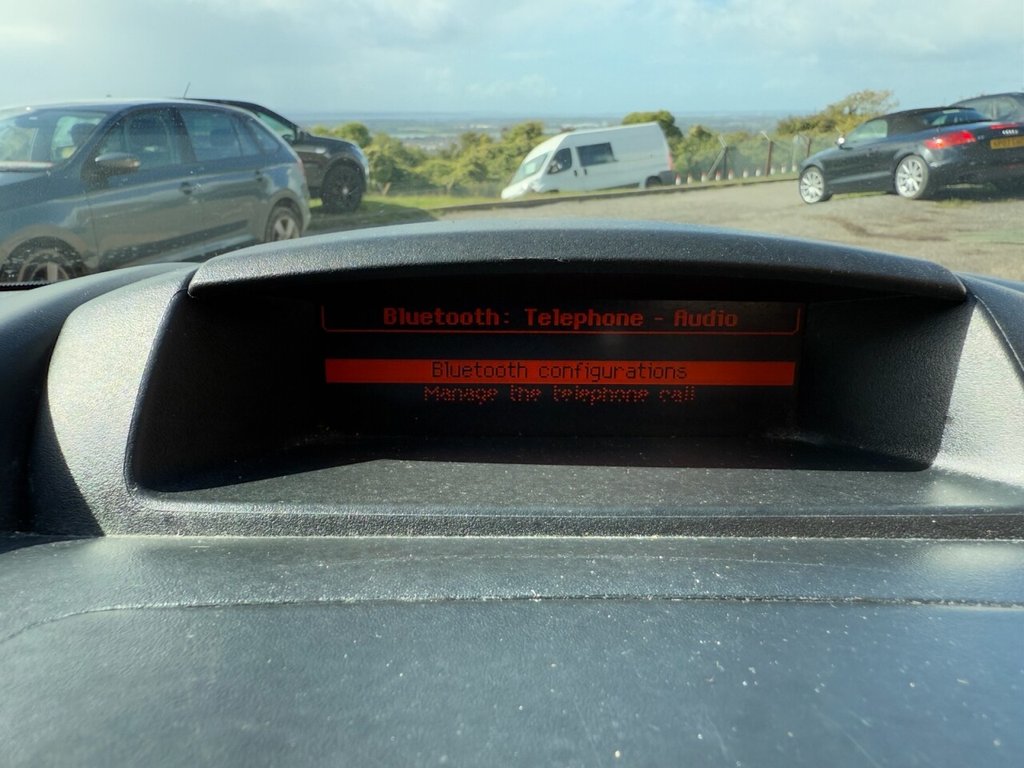 Bluetooth: Telephone - Audio
Bluetooth configurations
Manage the telephone call